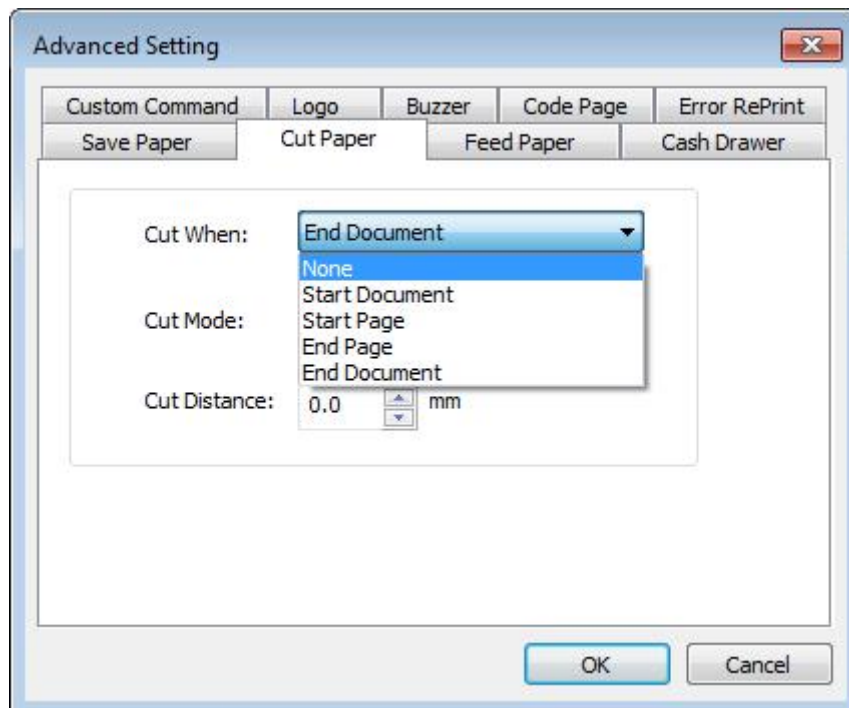 Advanced Setting
Custom Command Logo Buzzer Code Page Error RePrint
Save Paper Cut Paper Feed Paper Cash Drawer
Cut When: End Document
None
Start Document
Cut Mode: Start Page
End Page
End Document
Cut Distance: 0.0 mm
OK Cancel